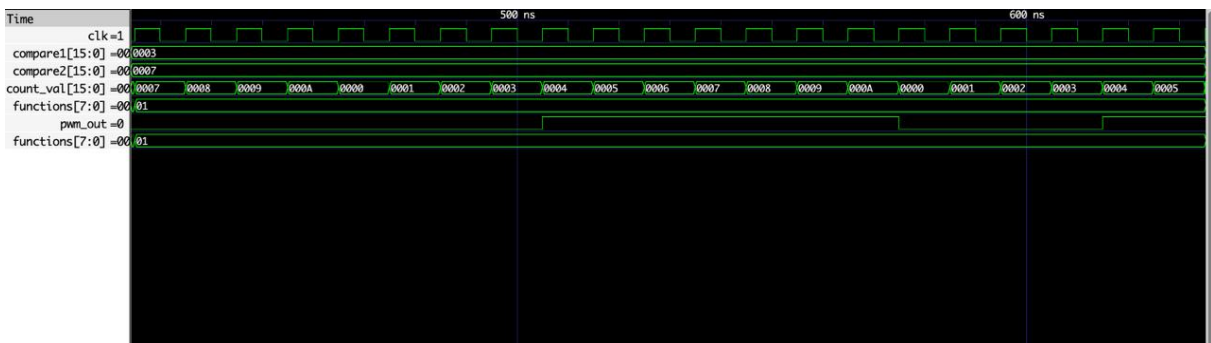 Time 500 ns 600 ns
clk=1
compare1[15:0] =00 0003
compare2[15:0] =00 0007
count_val[15:0] =00 0007 0008 0009 000A 0000 0001 0002 0003 0004 0005 0006 0007 0008 0009 000A 0000 0001 0002 0003 0004 0005
functions[7:0] =00 01
pwm_out=0
functions[7:0] =00 01